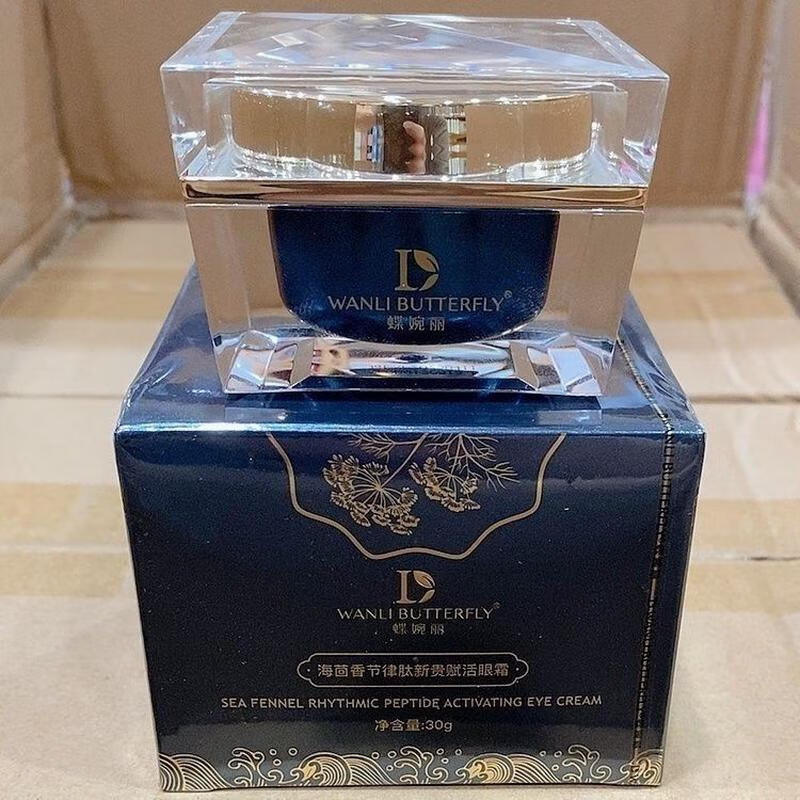 WANLI BUTTERFLY®
蝶婉丽
WANLI BUTTERFLY®
蝶婉丽
海茴香节律肽新贵赋活眼霜
SEA FENNEL RHYTHMIC PEPTIDE ACTIVATING EYE CREAM
净含量:30g